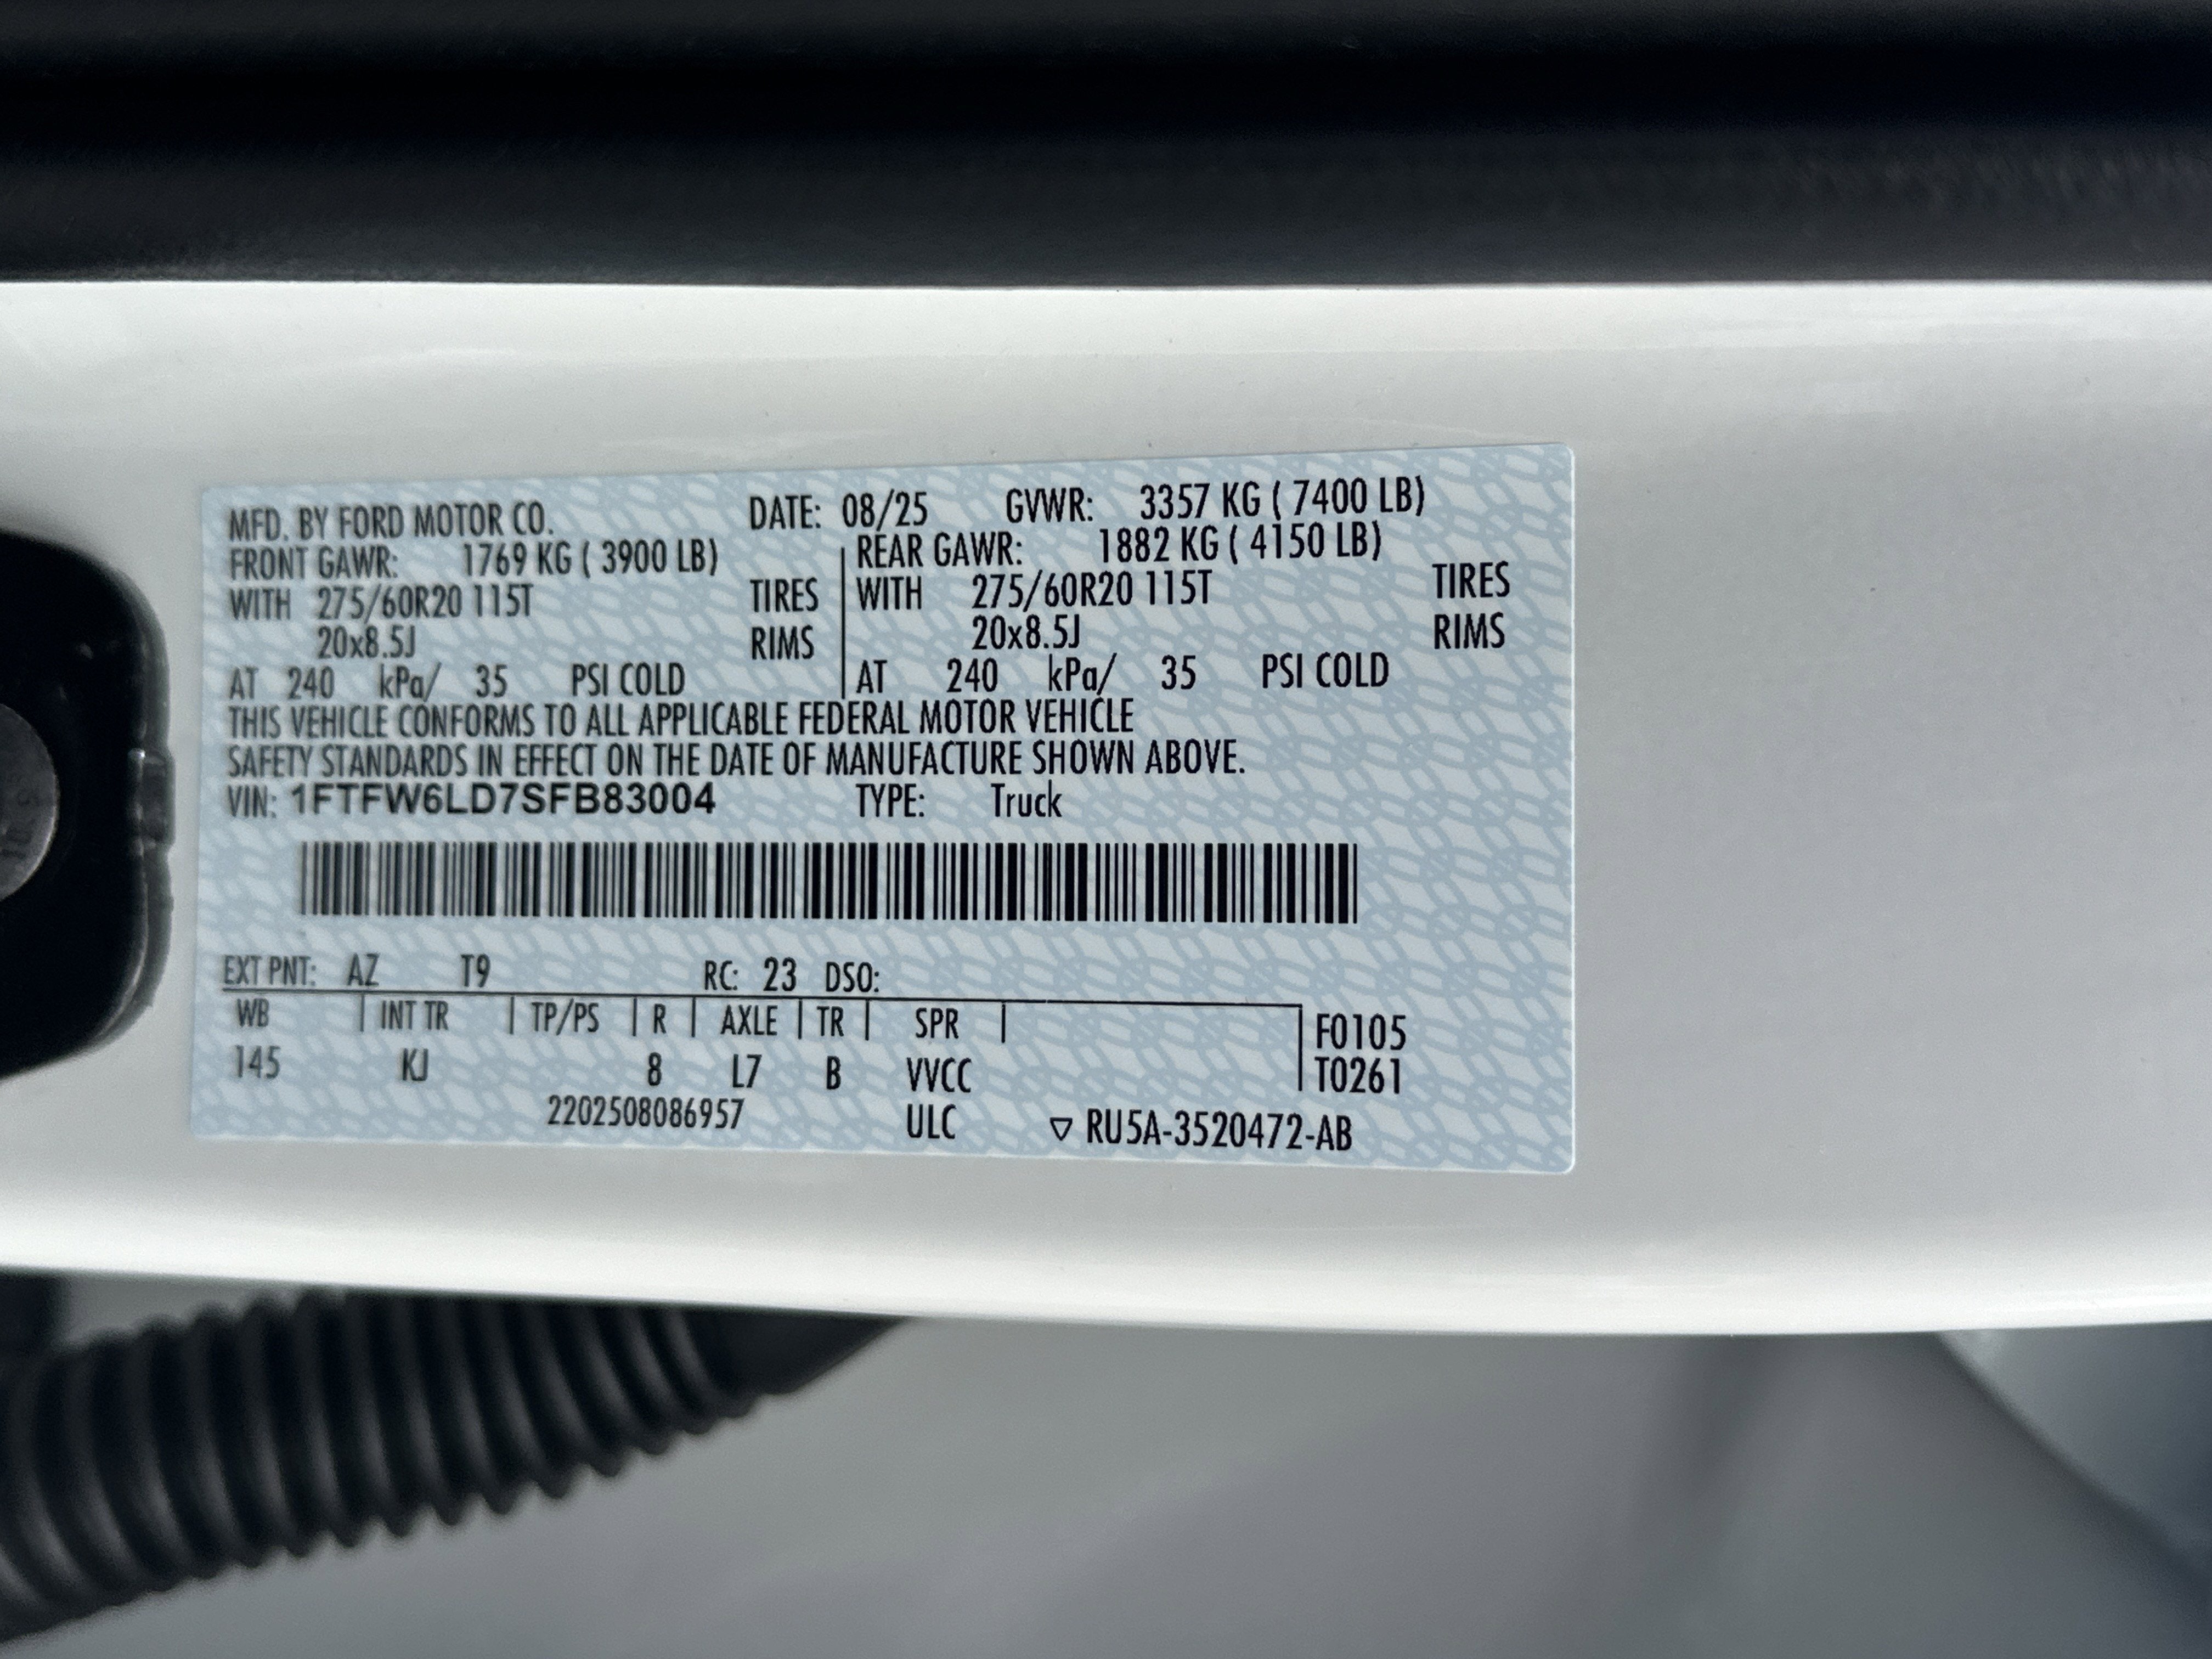 MFD. BY FORD MOTOR CO. DATE: 08/25 GVWR: 3357 KG ( 7400 LB)
FRONT GAWR: 1769 KG ( 3900 LB) REAR GAWR: 1882 KG ( 4150 LB)
WITH 275/60R20 115T TIRES WITH 275/60R20 115T TIRES
20x8.5J RIMS 20x8.5J RIMS
AT 240 kPa/ 35 PSI COLD AT 240 kPa/ 35 PSI COLD
THIS VEHICLE CONFORMS TO ALL APPLICABLE FEDERAL MOTOR VEHICLE
SAFETY STANDARDS IN EFFECT ON THE DATE OF MANUFACTURE SHOWN ABOVE.
VIN: 1FTFW6LD7SFB83004 TYPE: Truck
EXT PNT: AZ T9 RC: 23 DSO:
WB INT TR TP/PS R AXLE TR SPR F0105
145 KJ 8 L7 B VVCC T0261
2202508086957 ULC ▽ RU5A-3520472-AB